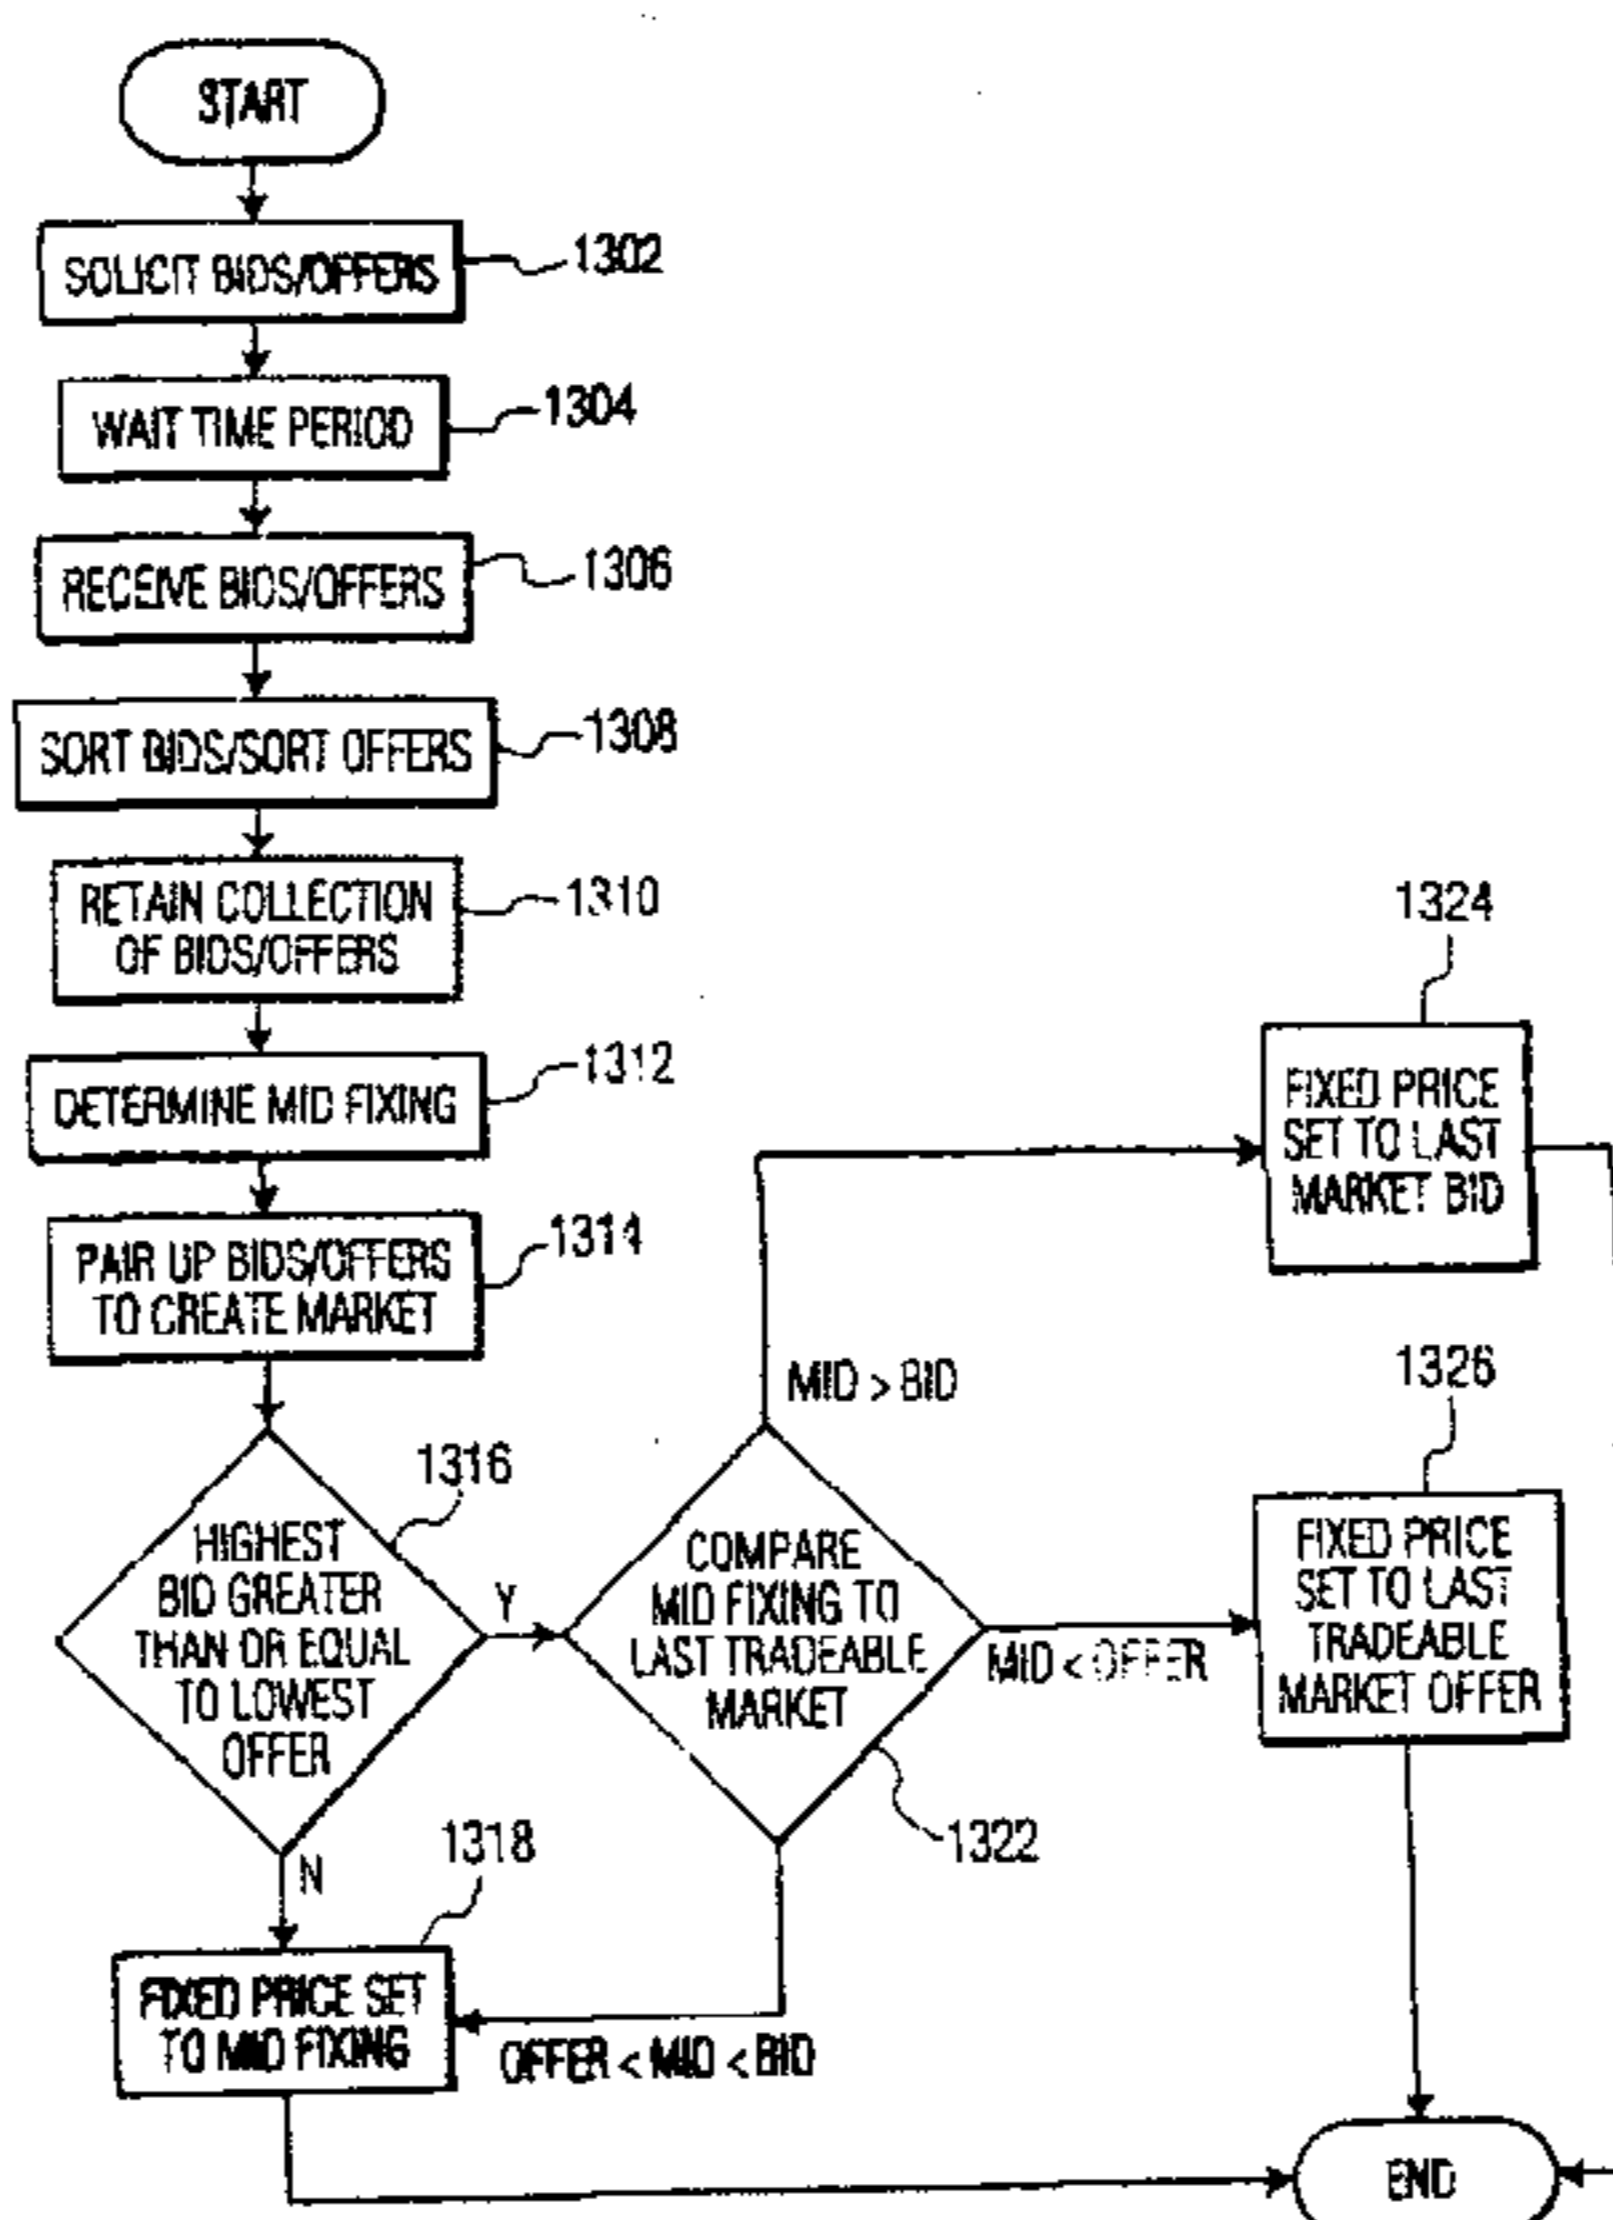 START
SOLICIT BIDS/OFFERS
1302
WAIT TIME PERIOD
1304
RECEIVE BIDS/OFFERS
1306
SORT BIDS/SORT OFFERS
1308
RETAIN COLLECTION
OF BIDS/OFFERS
1310
DETERMINE MID FIXING
1312
PAIR UP BIDS/OFFERS
TO CREATE MARKET
1314
HIGHEST
BID GREATER
THAN OR EQUAL
TO LOWEST
OFFER
1316
Y
N
COMPARE
MID FIXING TO
LAST TRADEABLE
MARKET
1322
MID > BID
1324
FIXED PRICE
SET TO LAST
MARKET BID
MID < OFFER
1326
FIXED PRICE
SET TO LAST
TRADEABLE
MARKET OFFER
1318
FIXED PRICE SET
TO MID FIXING
OFFER < MID < BID
END